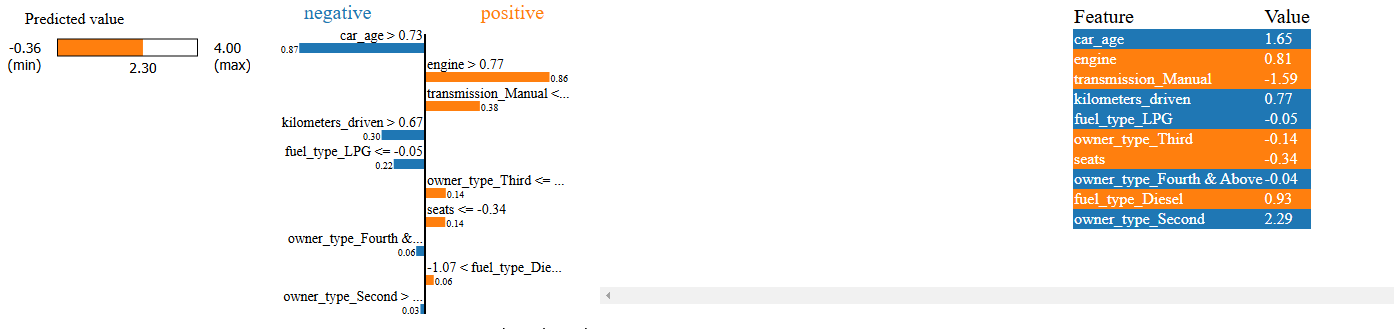 Predicted value
-0.36
(min)
4.00
(max)
2.30
negative
positive
car_age > 0.73
0.87
engine > 0.77
0.86
transmission_Manual <...
0.38
kilometers_driven > 0.67
0.30
fuel_type_LPG <= -0.05
0.22
owner_type_Third <= ...
0.14
seats <= -0.34
0.14
owner_type_Fourth &...
0.06
-1.07 < fuel_type_Die...
0.06
owner_type_Second > ...
0.03
Feature Value
car_age 1.65
engine 0.81
transmission_Manual -1.59
kilometers_driven 0.77
fuel_type_LPG -0.05
owner_type_Third -0.14
seats -0.34
owner_type_Fourth & Above -0.04
fuel_type_Diesel 0.93
owner_type_Second 2.29